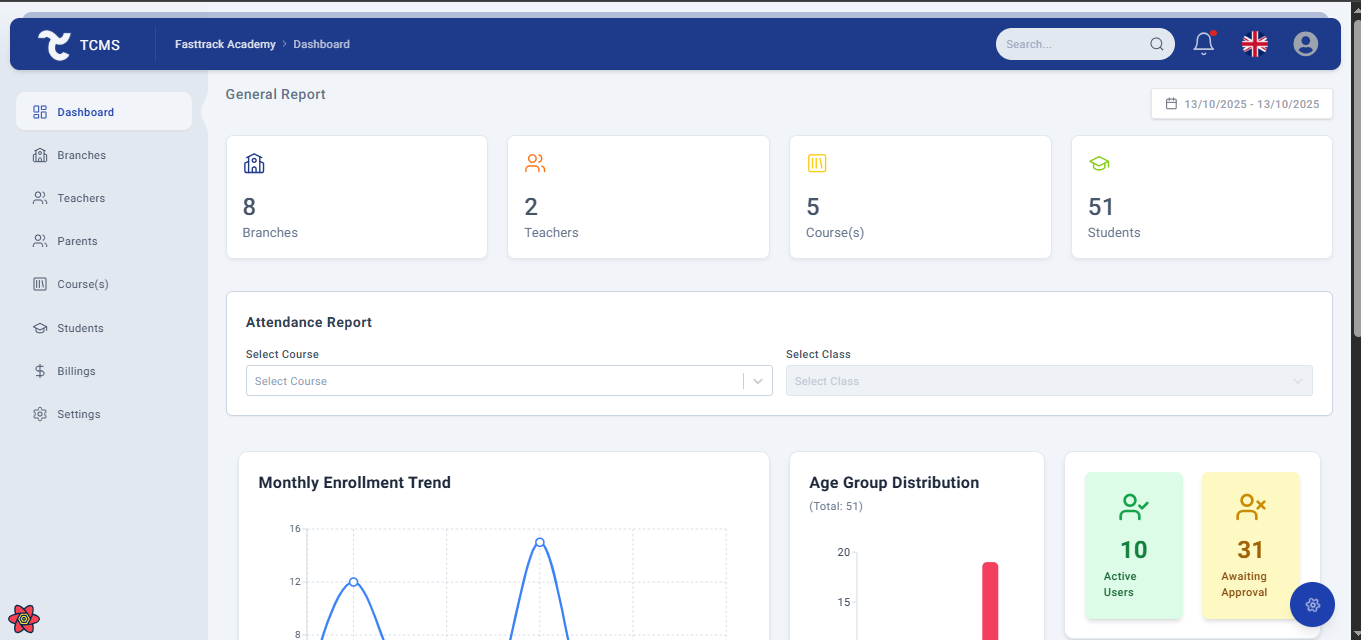 TCMS
Fasttrack Academy > Dashboard
Search...
Dashboard
Branches
Teachers
Parents
Course(s)
Students
Billings
Settings
General Report
13/10/2025 - 13/10/2025
8
Branches
2
Teachers
5
Course(s)
51
Students
Attendance Report
Select Course
Select Course
Select Class
Select Class
Monthly Enrollment Trend
16
12
8
Age Group Distribution
(Total: 51)
20
15
10
Active
Users
31
Awaiting
Approval